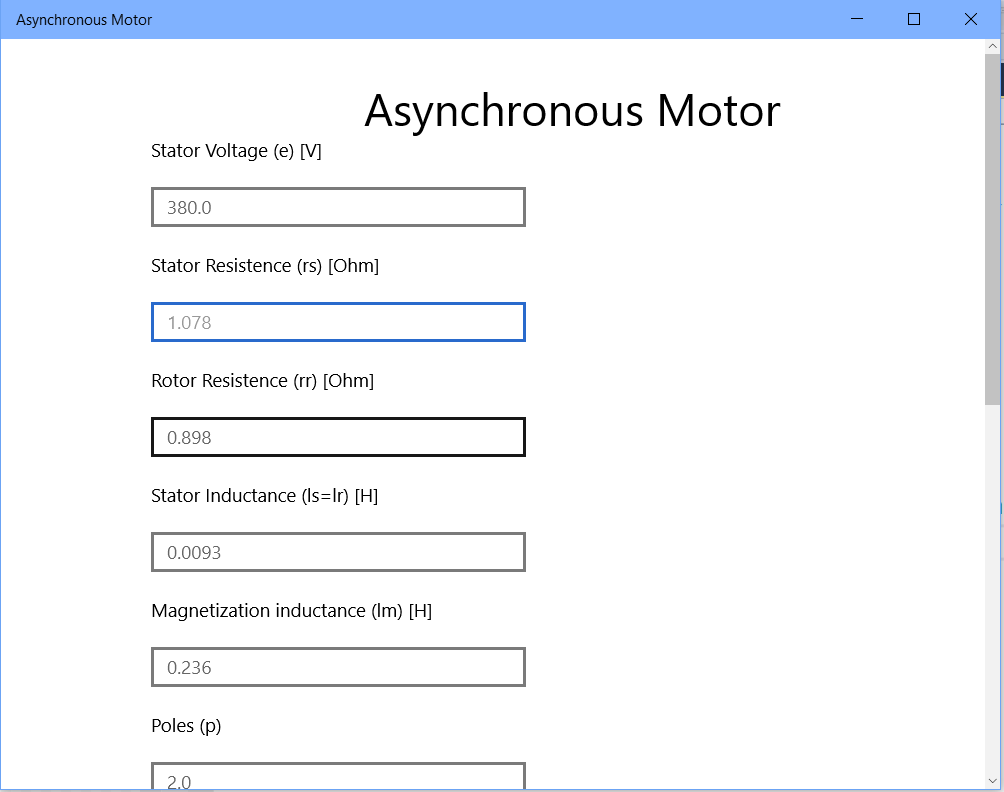 Asynchronous Motor
Asynchronous Motor
Stator Voltage (e) [V]
380.0
Stator Resistence (rs) [Ohm]
1.078
Rotor Resistence (rr) [Ohm]
0.898
Stator Inductance (ls=lr) [H]
0.0093
Magnetization inductance (lm) [H]
0.236
Poles (p)
2.0